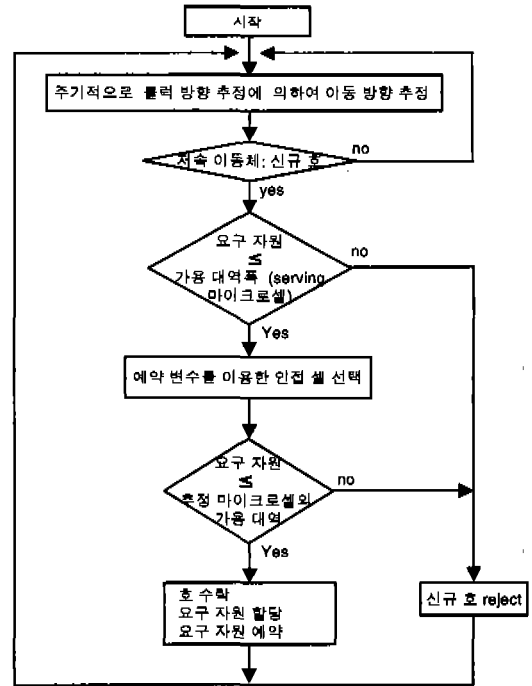 시작
주기적으로 블럭 방향 추정에 의하여 이동 방향 추정
저속 이동체: 신규 호
no
yes
요구 자원
≤
가용 대역폭 (serving
마이크로셀)
no
Yes
예약 변수를 이용한 인접 셀 선택
요구 자원
≤
추정 마이크로셀의
가용 대역
no
Yes
호 수락
요구 자원 할당
요구 자원 예약
신규 호 reject